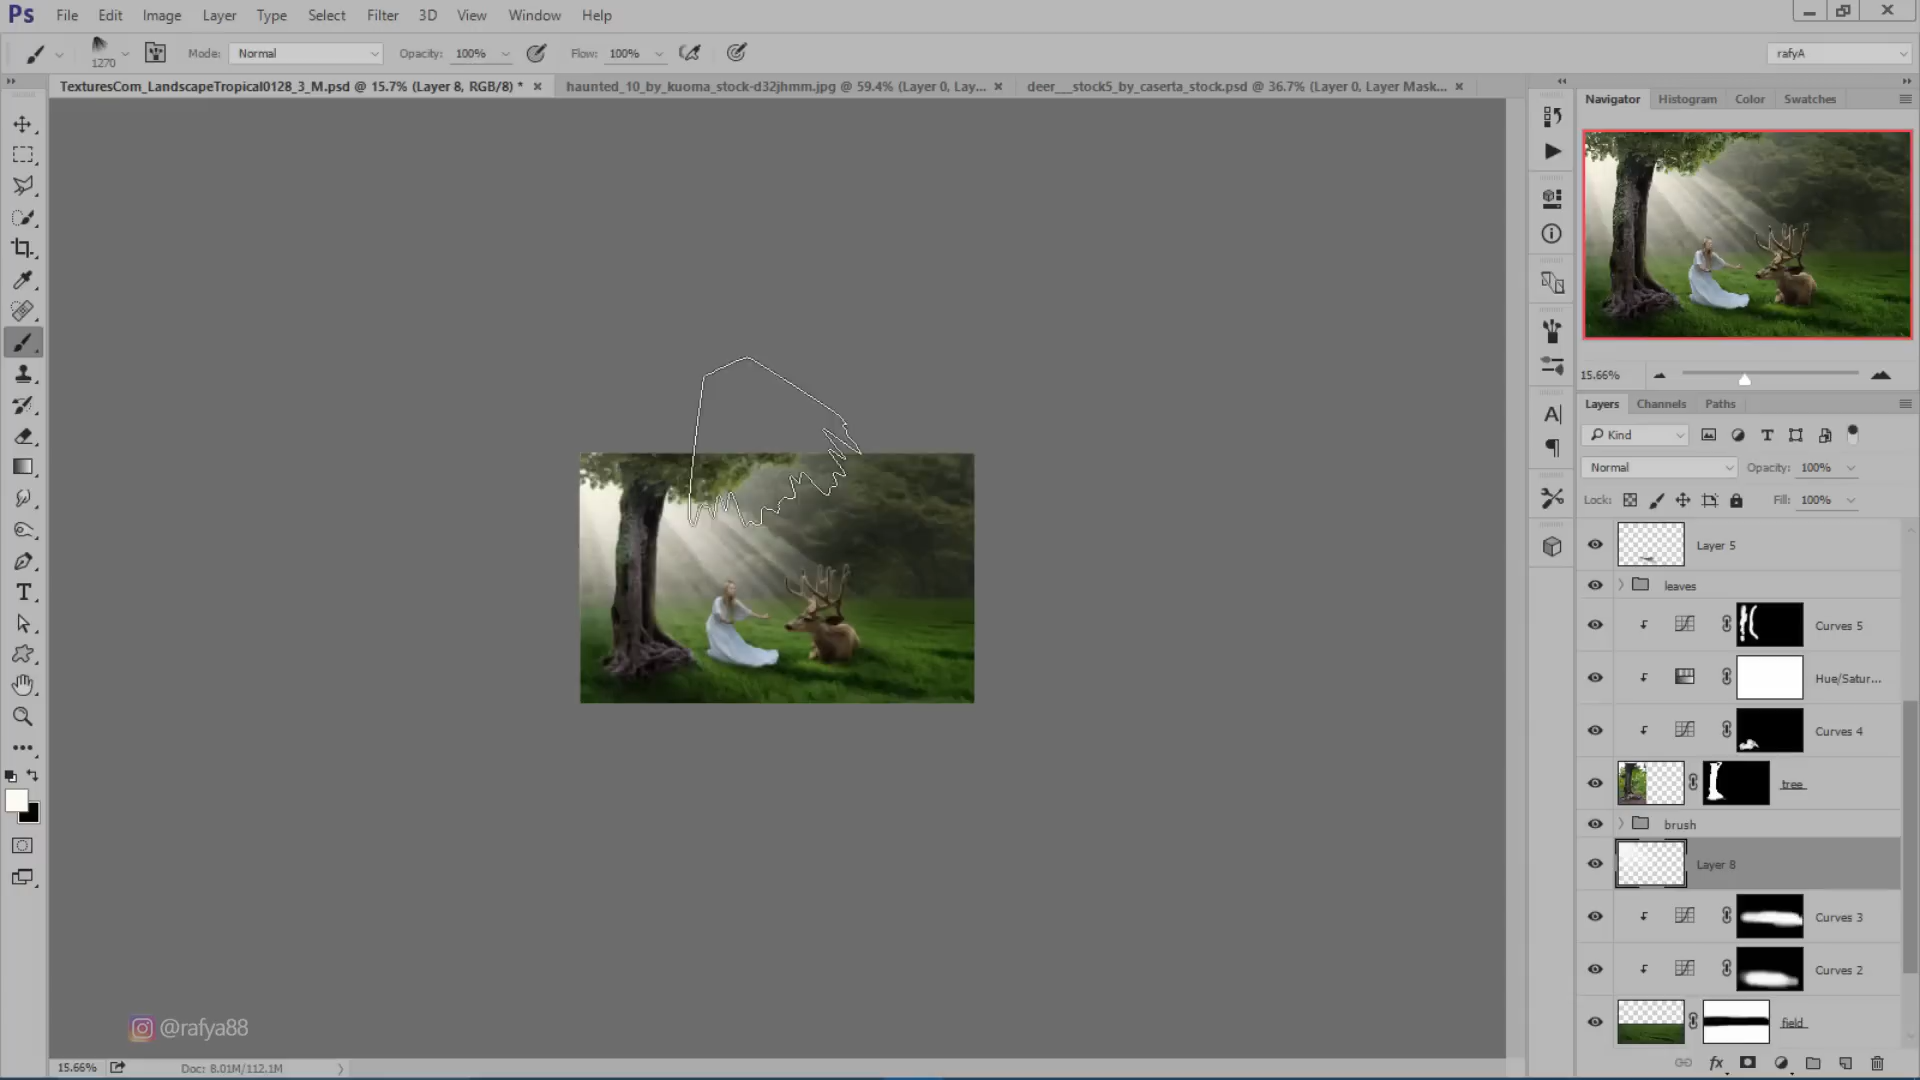 Ps File Edit Image Layer Type Select Filter 3D View Window Help
1270 Mode: Normal Opacity: 100% Flow: 100% rafyA
TexturesCom_LandscapeTropical0128_3_M.psd @ 15.7% (Layer 8, RGB/8) * × haunted_10_by_kuoma_stock-d32jhmm.jpg @ 59.4% (Layer 0, Lay... × deer___stock5_by_caserta_stock.psd @ 36.7% (Layer 0, Layer Mask... ×
Navigator Histogram Color Swatches
15.66%
Layers Channels Paths
Kind
Normal Opacity: 100%
Lock: Fill: 100%
Layer 5
leaves
Curves 5
Hue/Satur...
Curves 4
tree
brush
Layer 8
Curves 3
Curves 2
field
@rafya88
15.66% Doc: 8.01M/112.1M